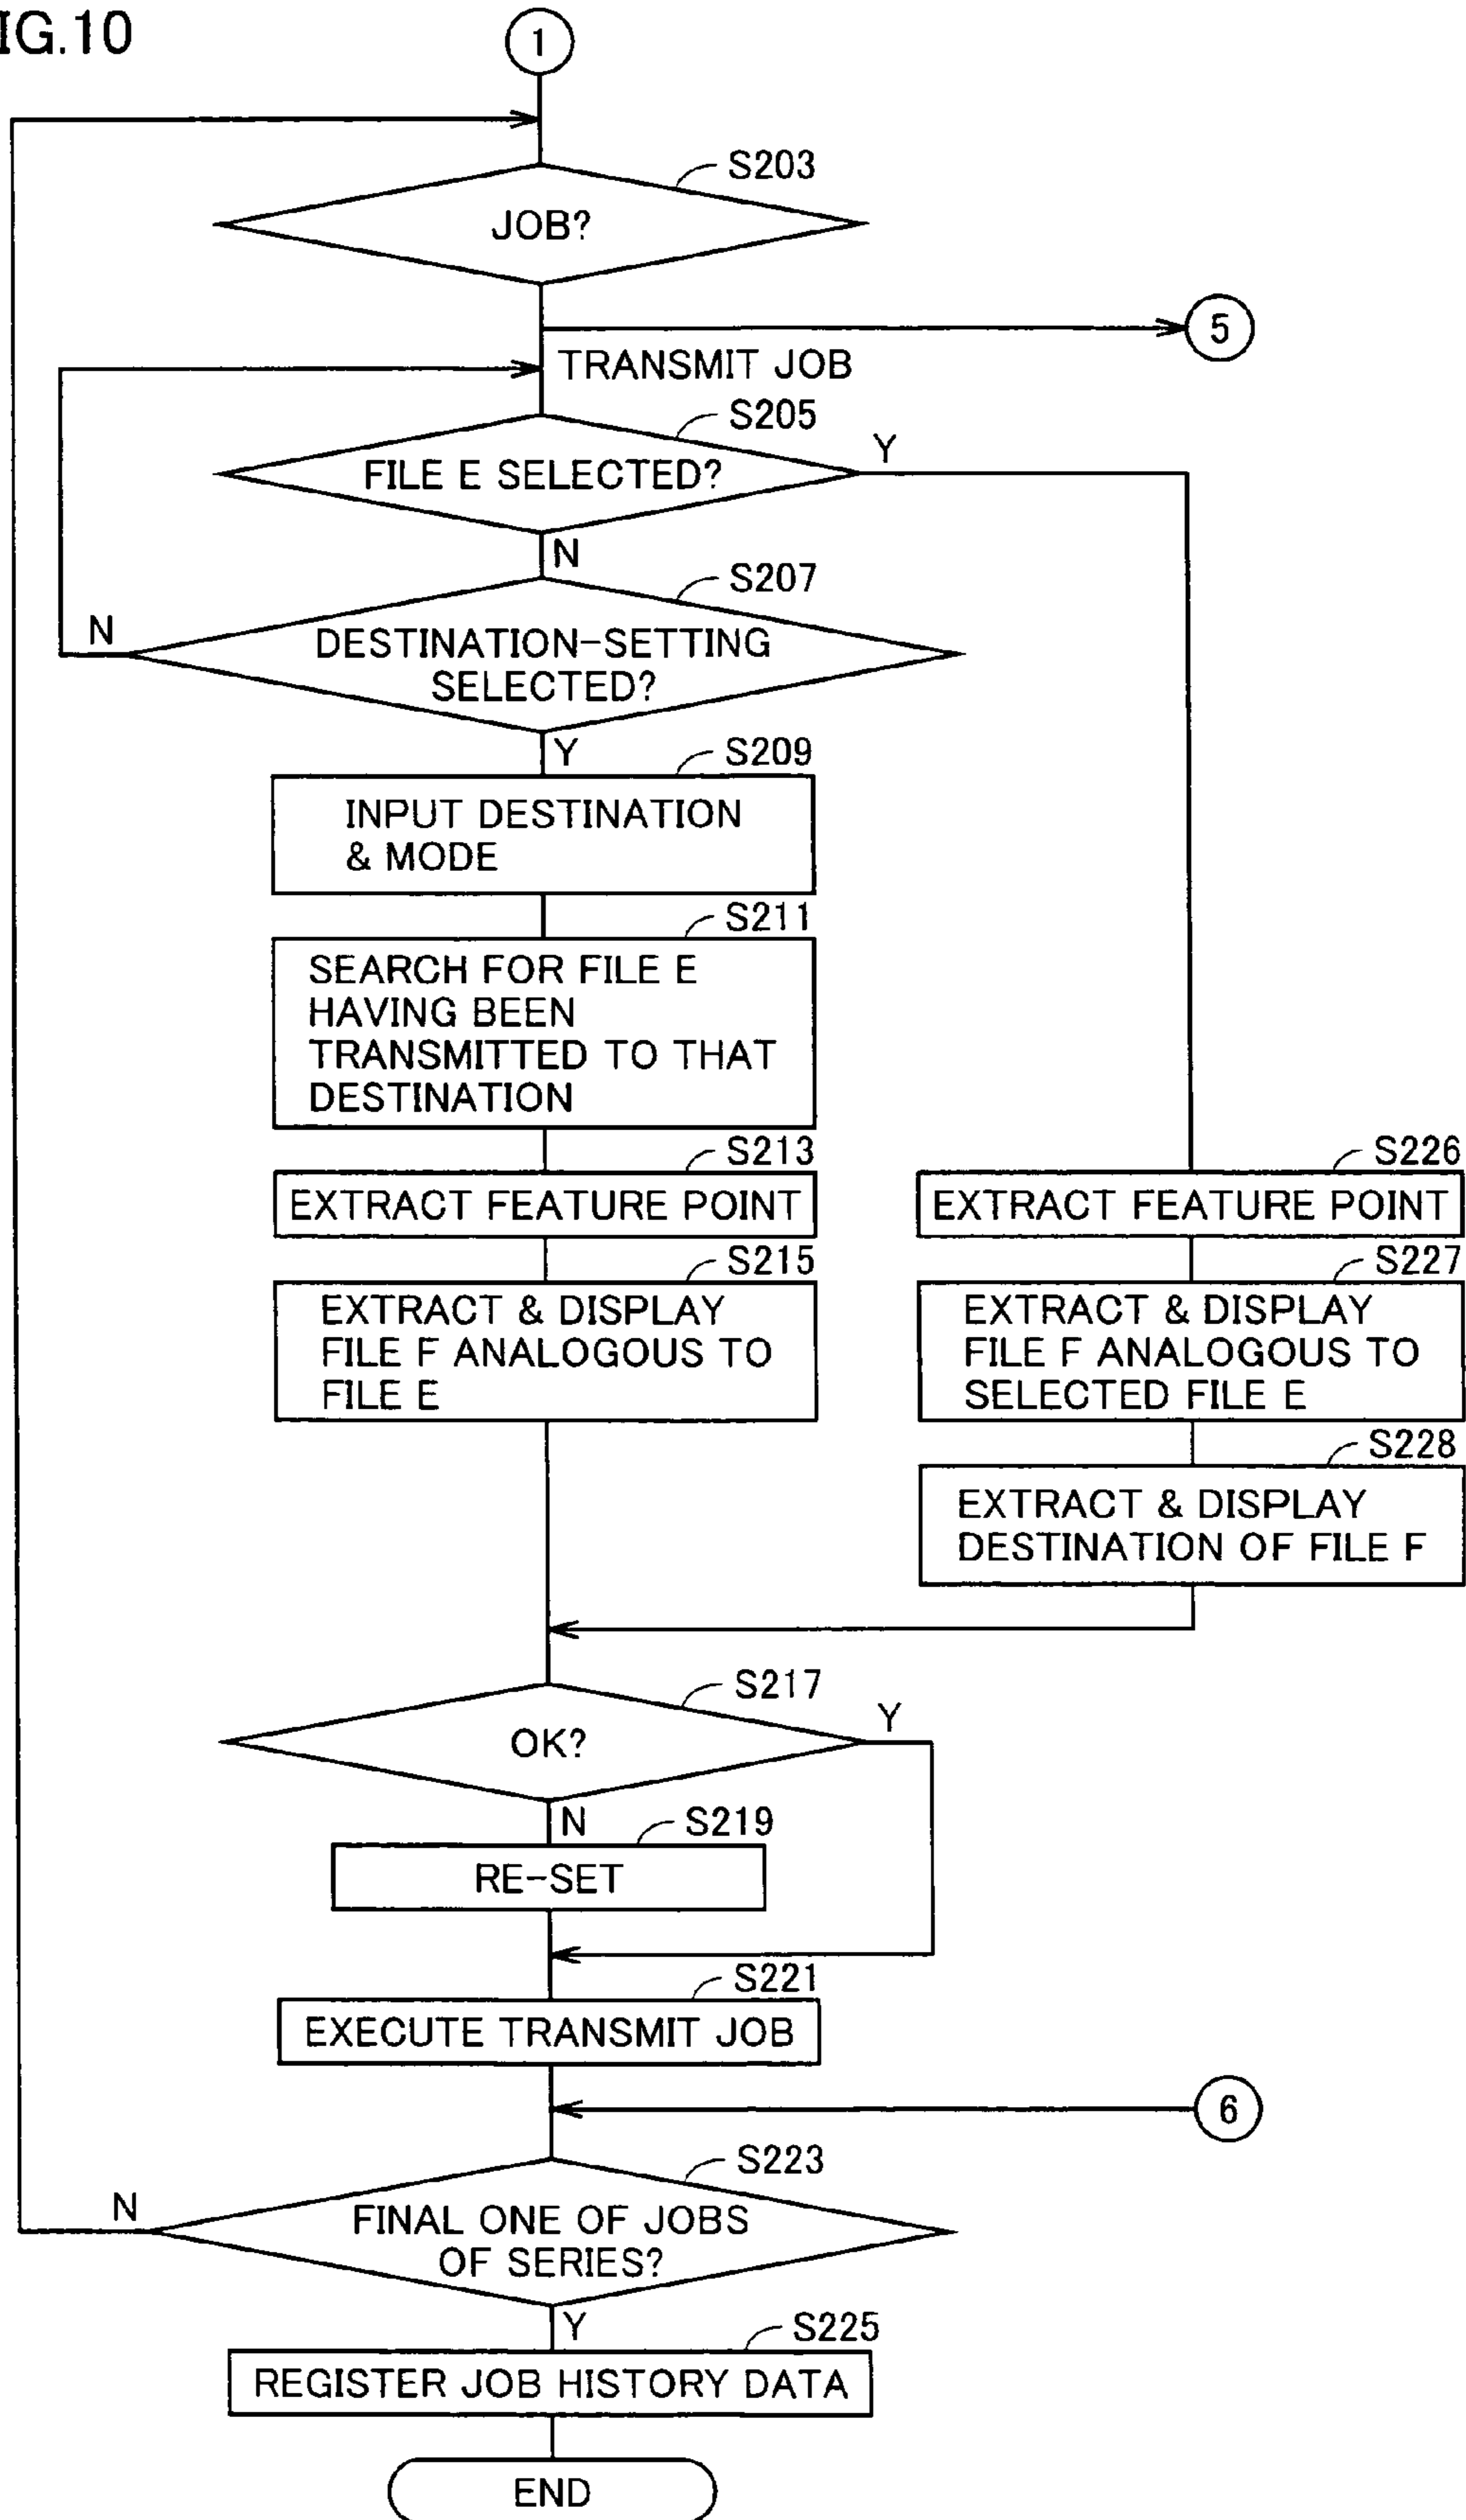 IG.10
1
S203
JOB?
5
TRANSMIT JOB
S205
Y
FILE E SELECTED?
N
S207
N
DESTINATION-SETTING
SELECTED?
Y
S209
INPUT DESTINATION
& MODE
S211
SEARCH FOR FILE E
HAVING BEEN
TRANSMITTED TO THAT
DESTINATION
S213
EXTRACT FEATURE POINT
S215
EXTRACT & DISPLAY
FILE F ANALOGOUS TO
FILE E
S226
EXTRACT FEATURE POINT
S227
EXTRACT & DISPLAY
FILE F ANALOGOUS TO
SELECTED FILE E
S228
EXTRACT & DISPLAY
DESTINATION OF FILE F
S217
Y
OK?
N
S219
RE-SET
S221
EXECUTE TRANSMIT JOB
6
S223
N
FINAL ONE OF JOBS
OF SERIES?
Y
S225
REGISTER JOB HISTORY DATA
END